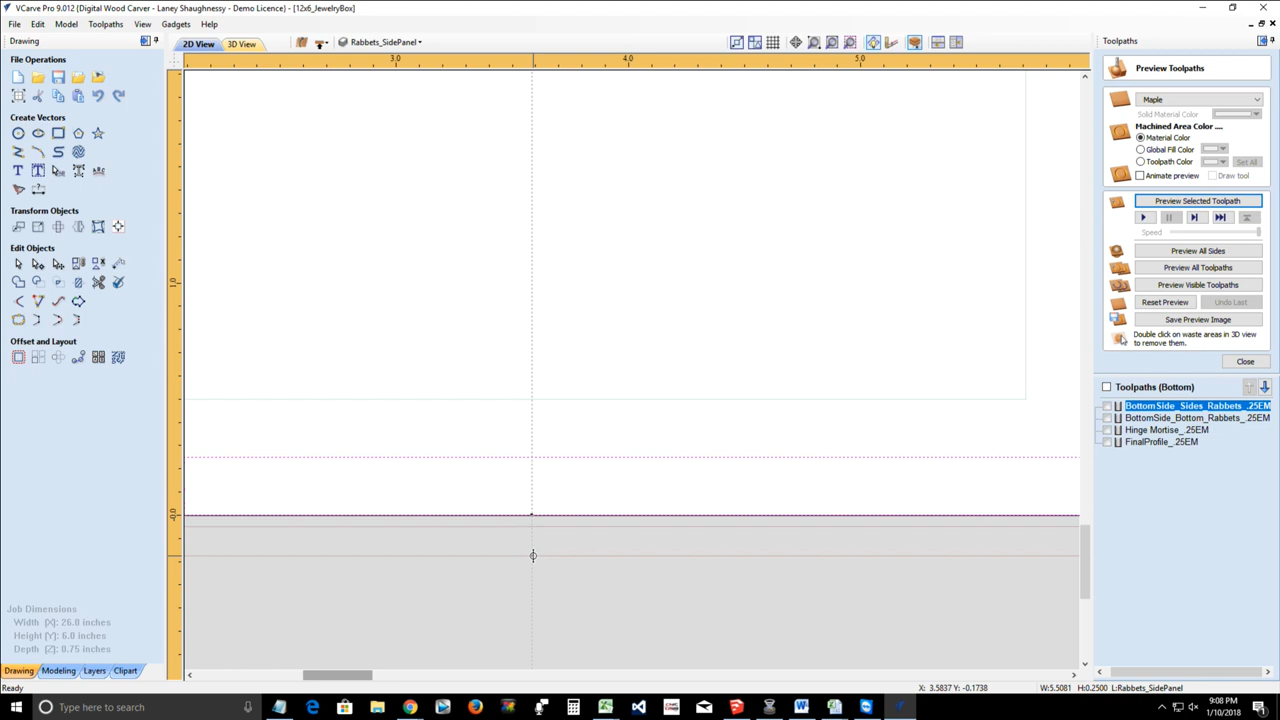 VCarve Pro 9.012 {Digital Wood Carver - Laney Shaughnessy - Demo Licence} - [12x6_JewelryBox]
File Edit Model Toolpaths View Gadgets Help
Drawing
2D View 3D View Rabbets_SidePanel
Toolpaths
File Operations
3.0 4.0 5.0
Preview Toolpaths
Maple
Solid Material Color
Create Vectors
Machined Area Color ....
Material Color
Global Fill Color
Toolpath Color Set All
Animate preview Draw tool
Preview Selected Toolpath
Transform Objects
Speed
Edit Objects
Preview All Sides
Preview All Toolpaths
1.0
Preview Visible Toolpaths
Reset Preview Undo Last
Save Preview Image
Double click on waste areas in 3D view
to remove them.
Offset and Layout
Close
Toolpaths (Bottom)
BottomSide_Sides_Rabbets_.25EM
BottomSide_Bottom_Rabbets_.25EM
Hinge Mortise_.25EM
FinalProfile_.25EM
0.0
Job Dimensions
Width (X): 26.0 inches
Height (Y): 6.0 inches
Depth (Z): 0.75 inches
Drawing Modeling Layers Clipart
Ready X: 3.5837 Y: -0.1738 W:5.5081 H:0.2500 L:Rabbets_SidePanel
Type here to search
9:08 PM
1/10/2018